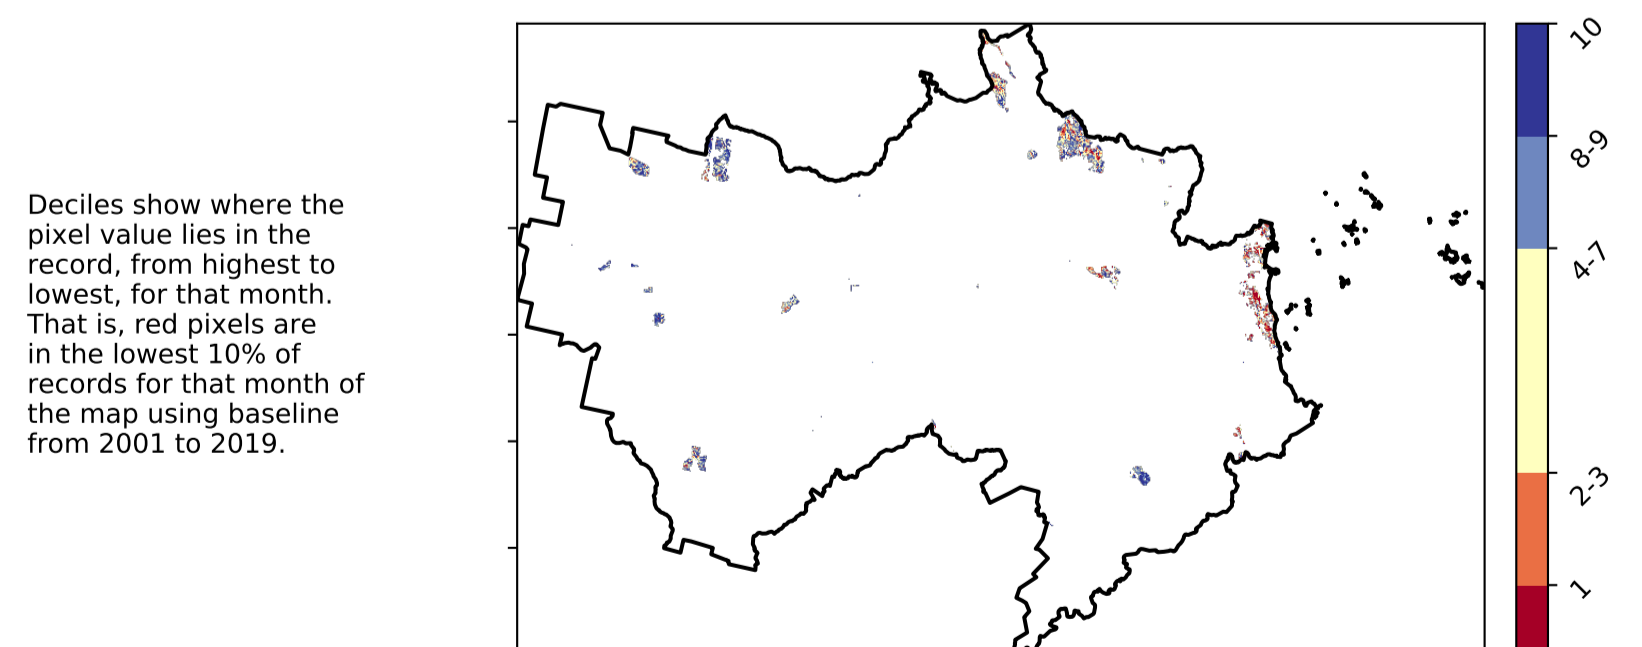 Deciles show where the
pixel value lies in the
record, from highest to
lowest, for that month.
That is, red pixels are
in the lowest 10% of
records for that month of
the map using baseline
from 2001 to 2019.
10
8-9
4-7
2-3
1